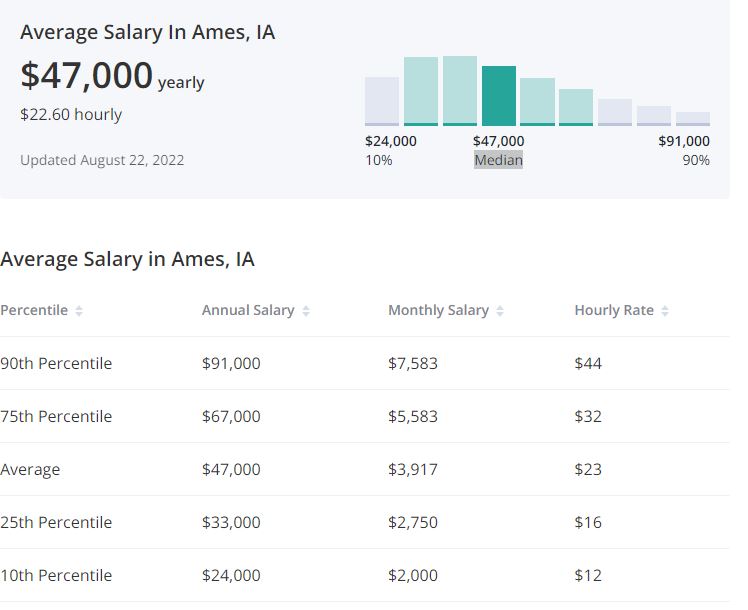 Average Salary In Ames, IA
$47,000 yearly
$22.60 hourly
Updated August 22, 2022
$24,000 $47,000 $91,000
10% Median 90%
Average Salary in Ames, IA
Percentile Annual Salary Monthly Salary Hourly Rate
90th Percentile $91,000 $7,583 $44
75th Percentile $67,000 $5,583 $32
Average $47,000 $3,917 $23
25th Percentile $33,000 $2,750 $16
10th Percentile $24,000 $2,000 $12